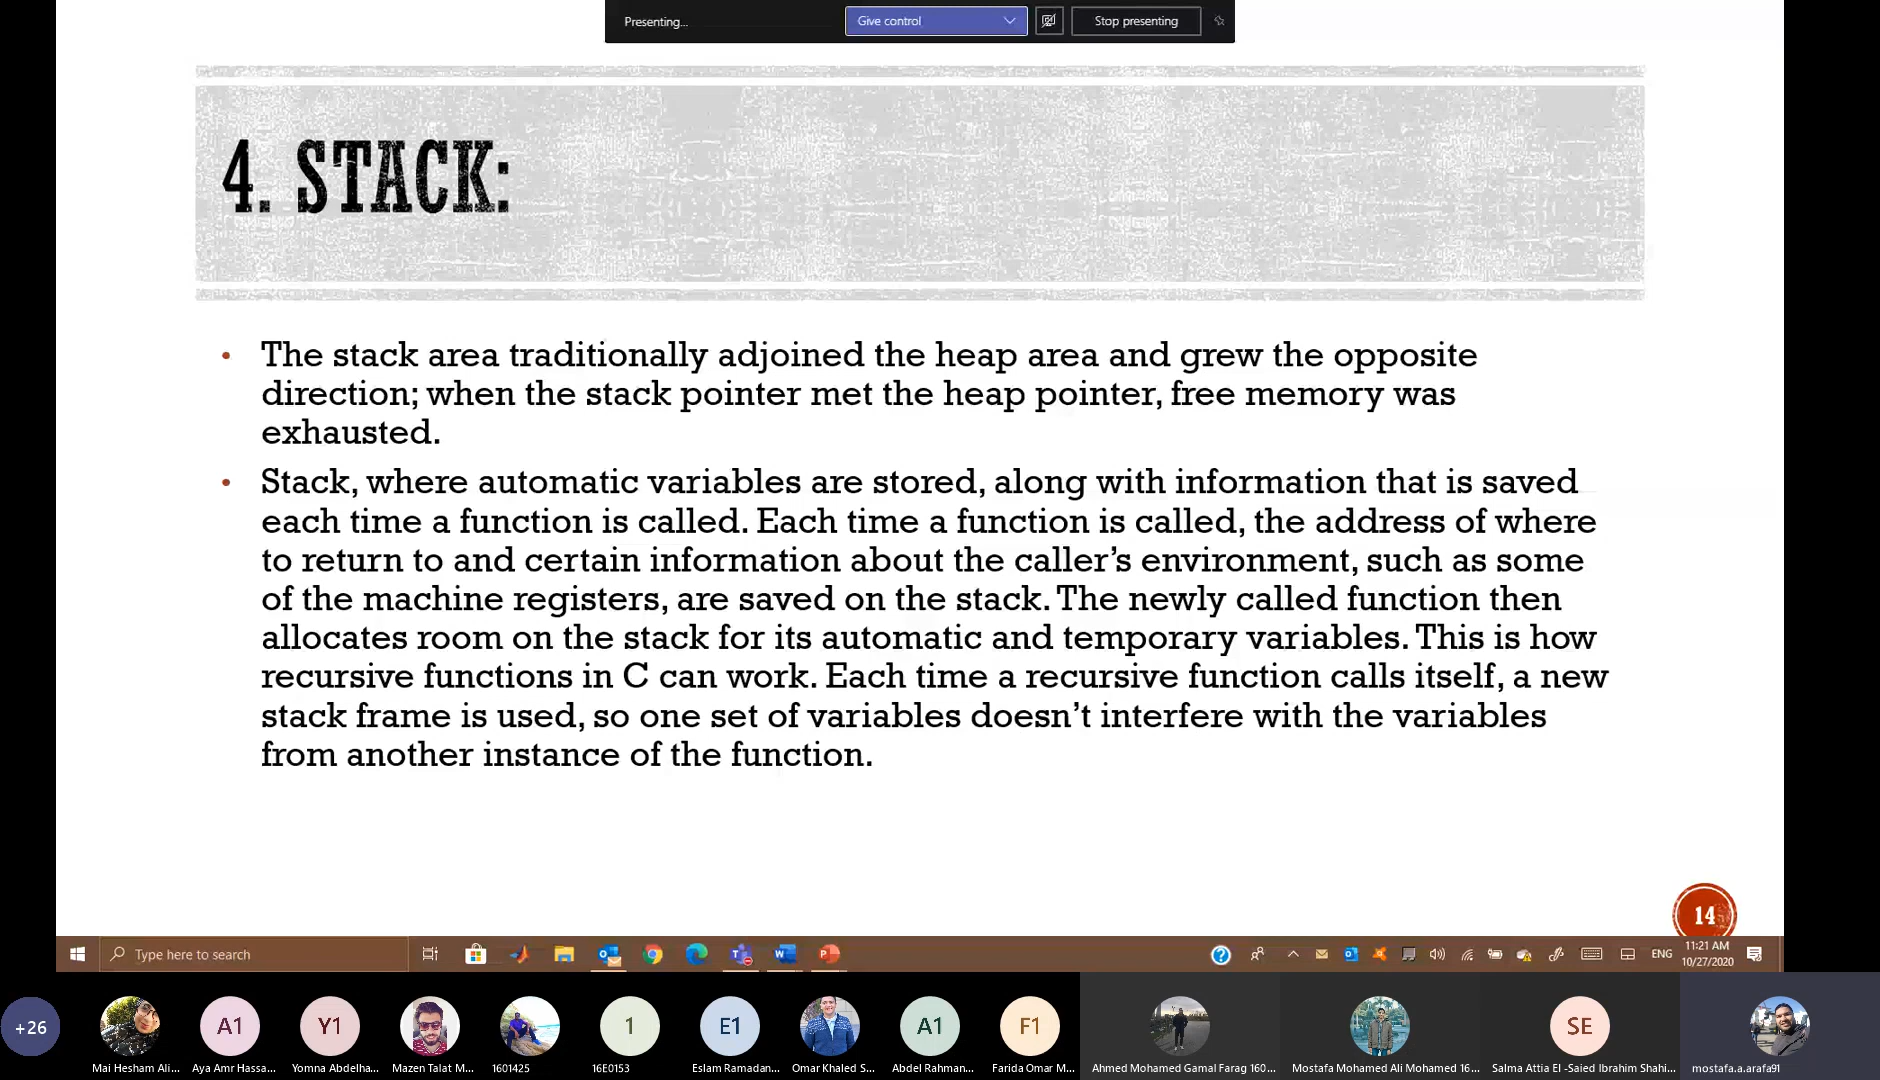 Presenting...
Give control
Stop presenting
4. STACK:
• The stack area traditionally adjoined the heap area and grew the opposite
direction; when the stack pointer met the heap pointer, free memory was
exhausted.
• Stack, where automatic variables are stored, along with information that is saved
each time a function is called. Each time a function is called, the address of where
to return to and certain information about the caller’s environment, such as some
of the machine registers, are saved on the stack. The newly called function then
allocates room on the stack for its automatic and temporary variables. This is how
recursive functions in C can work. Each time a recursive function calls itself, a new
stack frame is used, so one set of variables doesn’t interfere with the variables
from another instance of the function.
14
Type here to search
ENG
11:21 AM
10/27/2020
+26
A1
Y1
1
E1
A1
F1
SE
Mai Hesham Ali...
Aya Amr Hassa...
Yomna Abdelha...
Mazen Talat M...
1601425
16E0153
Eslam Ramadan...
Omar Khaled S...
Abdel Rahman...
Farida Omar M...
Ahmed Mohamed Gamal Farag 160...
Mostafa Mohamed Ali Mohamed 16...
Salma Attia El -Saied Ibrahim Shahi...
mostafa.a.arafa91